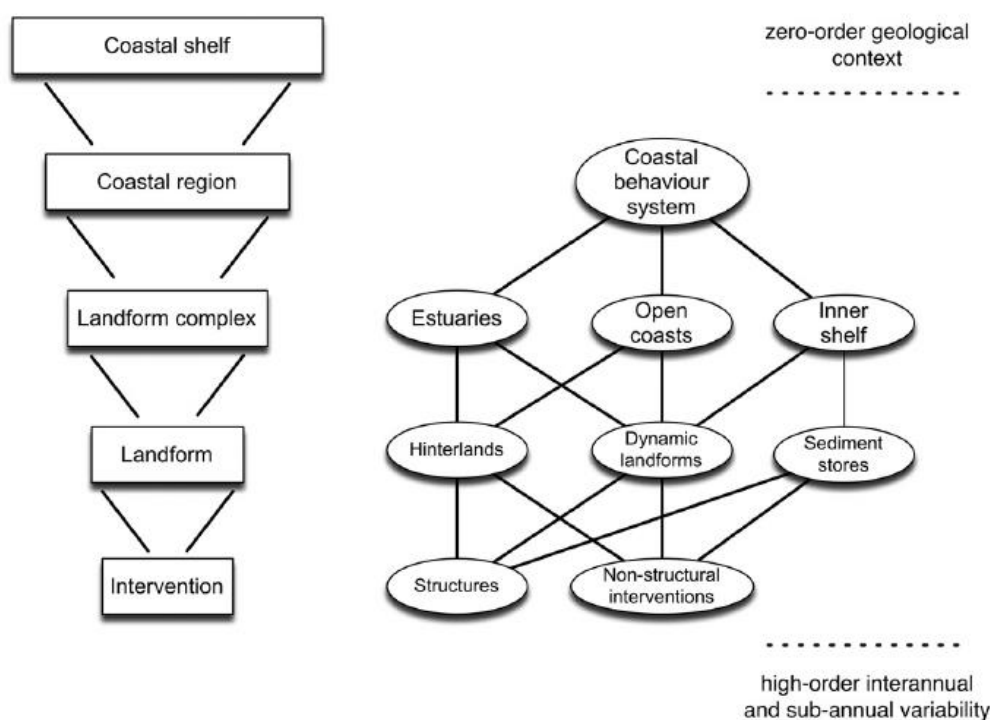 Coastal shelf
Coastal region
Landform complex
Landform
Intervention
zero-order geological
context
Coastal
behaviour
system
Estuaries
Open
coasts
Inner
shelf
Hinterlands
Dynamic
landforms
Sediment
stores
Structures
Non-structural
interventions
high-order interannual
and sub-annual variability